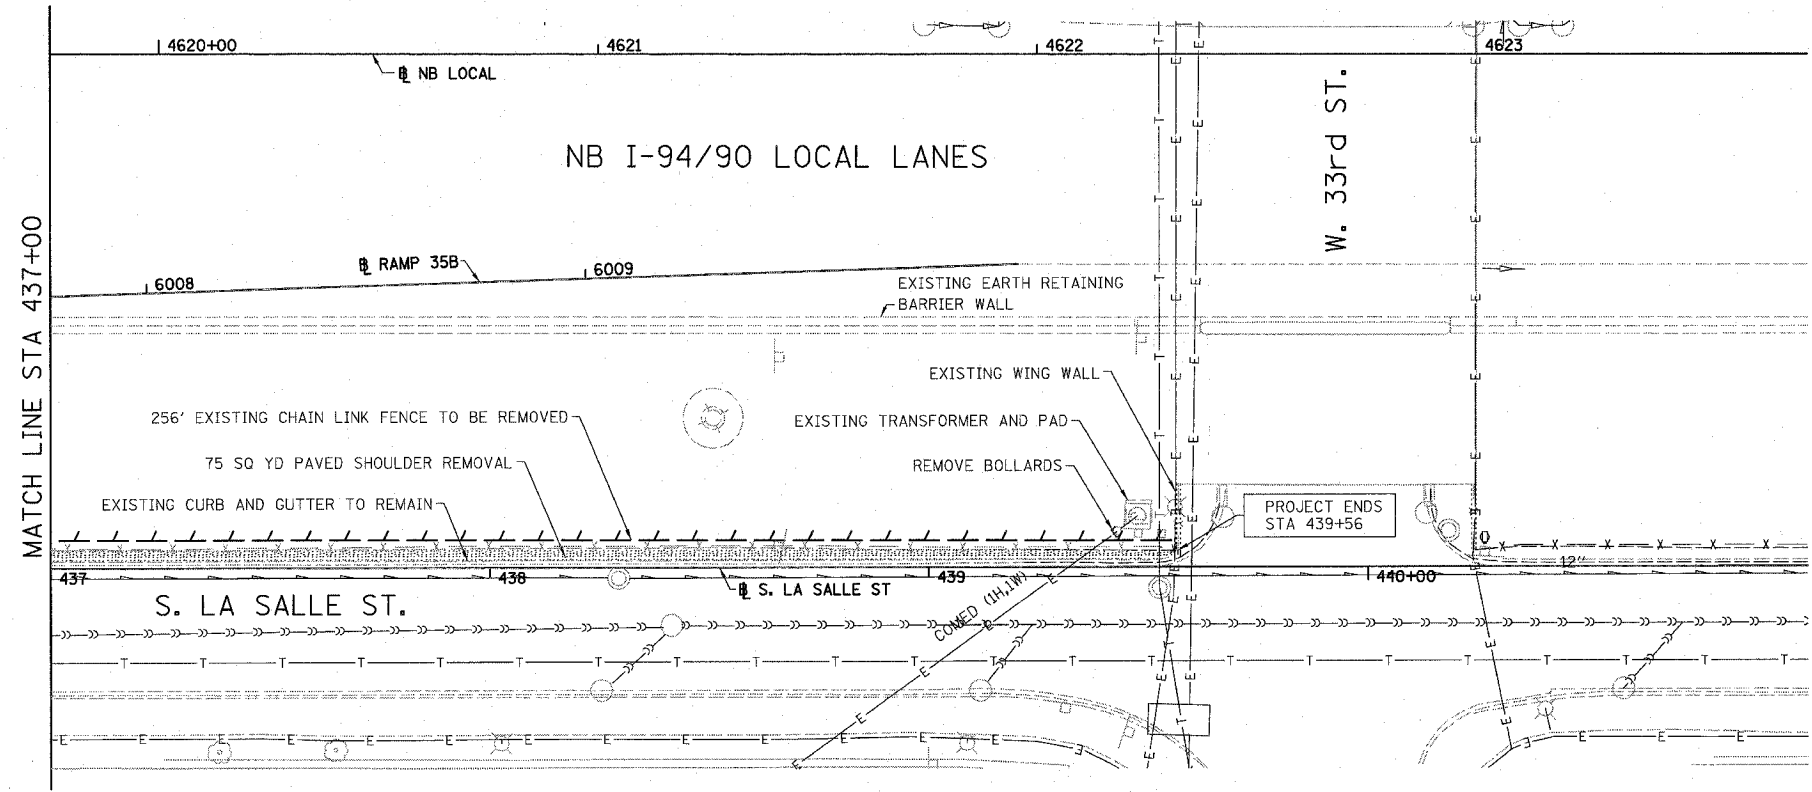 4620+00
4621
4622
4623
NB LOCAL
NB I-94/90 LOCAL LANES
W. 33rd ST.
MATCH LINE STA 437+00
RAMP 35B
6008
6009
EXISTING EARTH RETAINING
BARRIER WALL
EXISTING WING WALL
256' EXISTING CHAIN LINK FENCE TO BE REMOVED
EXISTING TRANSFORMER AND PAD
75 SQ YD PAVED SHOULDER REMOVAL
REMOVE BOLLARDS
EXISTING CURB AND GUTTER TO REMAIN
PROJECT ENDS
STA 439+56
437
438
439
440+00
12"
S. LA SALLE ST
S. LA SALLE ST.
COMED (1H,1W)